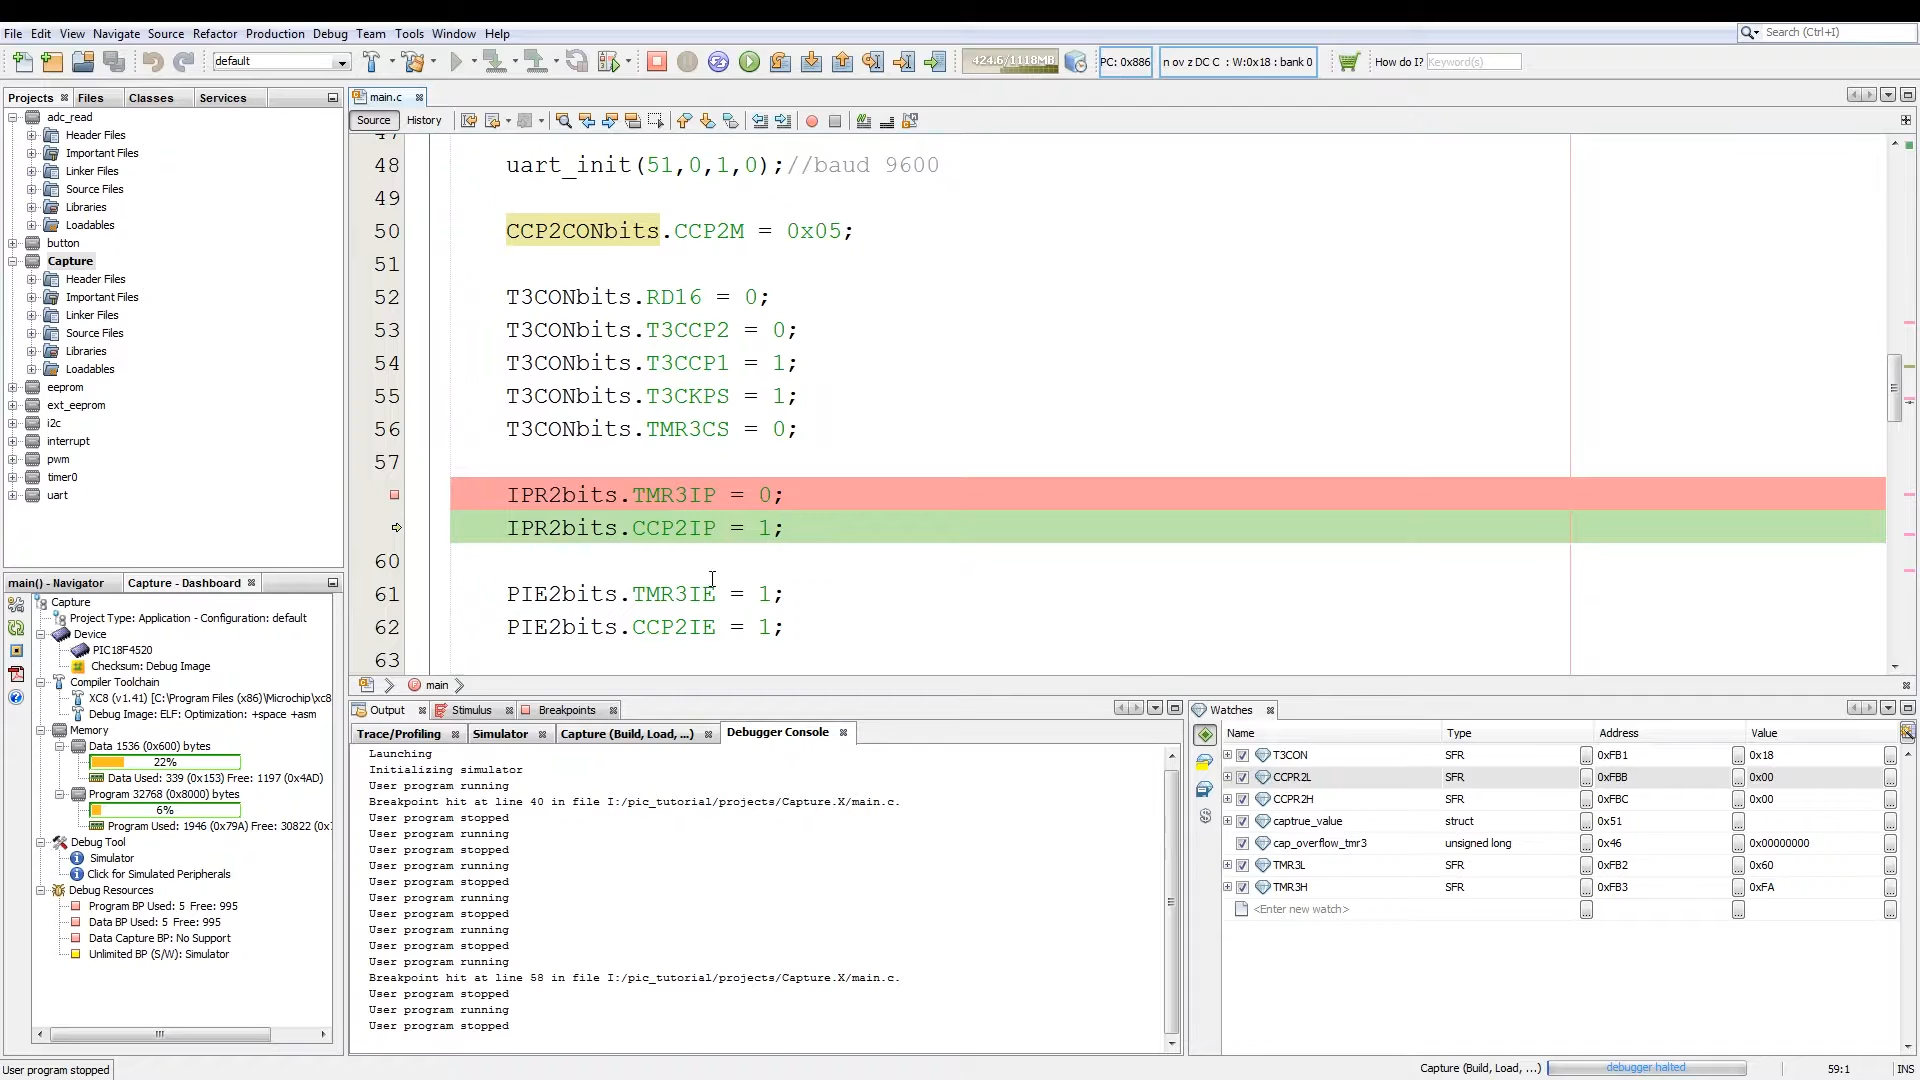 File Edit View Navigate Source Refactor Production Debug Team Tools Window Help
Search (Ctrl+I)
default
424.6/1118MB
PC: 0x886
n ov z DC C : W:0x18 : bank 0
How do I?
Keyword(s)
Projects
Files
Classes
Services
main.c
Source
History
adc_read
Header Files
Important Files
Linker Files
Source Files
Libraries
Loadables
button
Capture
Header Files
Important Files
Linker Files
Source Files
Libraries
Loadables
eeprom
ext_eeprom
i2c
interrupt
pwm
timer0
uart
47
48 uart_init(51,0,1,0);//baud 9600
49
50 CCP2CONbits.CCP2M = 0x05;
51
52 T3CONbits.RD16 = 0;
53 T3CONbits.T3CCP2 = 0;
54 T3CONbits.T3CCP1 = 1;
55 T3CONbits.T3CKPS = 1;
56 T3CONbits.TMR3CS = 0;
57
IPR2bits.TMR3IP = 0;
IPR2bits.CCP2IP = 1;
60
61 PIE2bits.TMR3IE = 1;
62 PIE2bits.CCP2IE = 1;
63
main
main() - Navigator
Capture - Dashboard
Capture
Project Type: Application - Configuration: default
Device
PIC18F4520
Checksum: Debug Image
Compiler Toolchain
XC8 (v1.41) [C:\Program Files (x86)\Microchip\xc8
Debug Image: ELF: Optimization: +space +asm
Memory
Data 1536 (0x600) bytes
22%
Data Used: 339 (0x153) Free: 1197 (0x4AD)
Program 32768 (0x8000) bytes
6%
Program Used: 1946 (0x79A) Free: 30822 (0x
Debug Tool
Simulator
Click for Simulated Peripherals
Debug Resources
Program BP Used: 5 Free: 995
Data BP Used: 5 Free: 995
Data Capture BP: No Support
Unlimited BP (S/W): Simulator
Output
Stimulus
Breakpoints
Trace/Profiling
Simulator
Capture (Build, Load, ...)
Debugger Console
Launching
Initializing simulator
User program running
Breakpoint hit at line 40 in file I:/pic_tutorial/projects/Capture.X/main.c.
User program stopped
User program running
User program stopped
User program running
User program stopped
User program running
User program stopped
User program running
User program stopped
User program running
Breakpoint hit at line 58 in file I:/pic_tutorial/projects/Capture.X/main.c.
User program stopped
User program running
User program stopped
Watches
Name Type Address Value
T3CON SFR 0xFB1 0x18
CCPR2L SFR 0xFBB 0x00
CCPR2H SFR 0xFBC 0x00
captrue_value struct 0x51
cap_overflow_tmr3 unsigned long 0x46 0x00000000
TMR3L SFR 0xFB2 0x60
TMR3H SFR 0xFB3 0xFA
<Enter new watch>
User program stopped
Capture (Build, Load, ...)
debugger halted
59:1
INS